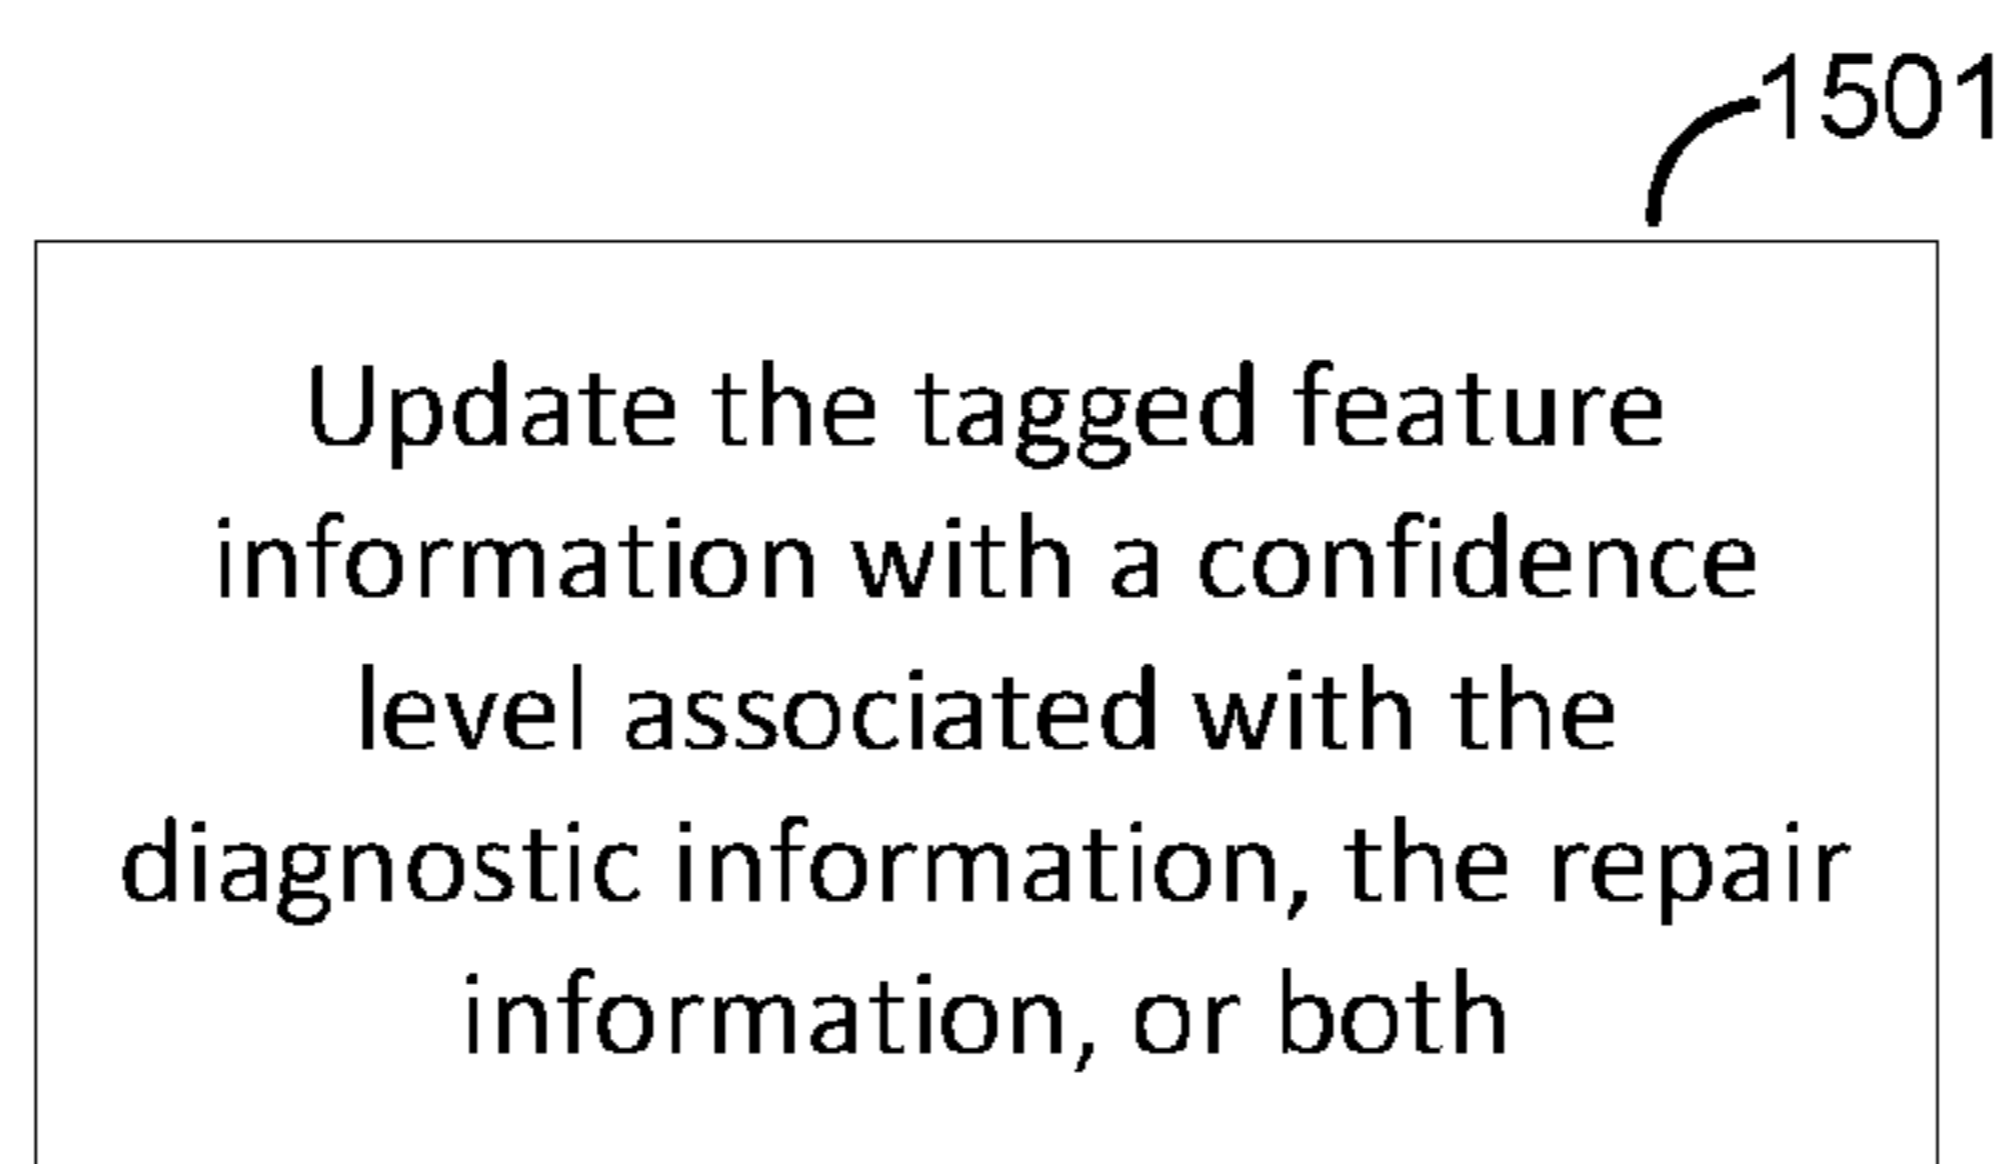 1501
Update the tagged feature
information with a confidence
level associated with the
diagnostic information, the repair
information, or both